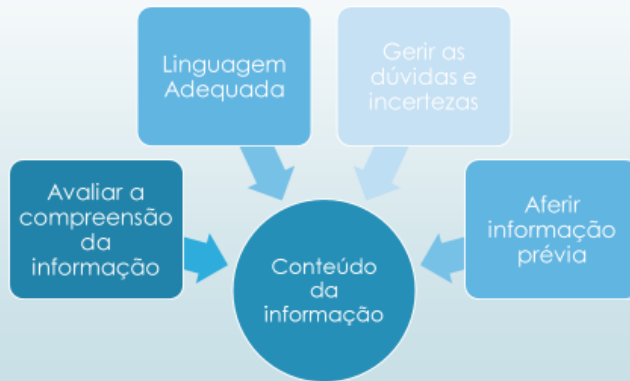 Linguagem
Adequada
Gerir as
dúvidas e
incertezas
Avaliar a
compreensão
da
informação
Aferir
informação
prévia
Conteúdo
da
informação